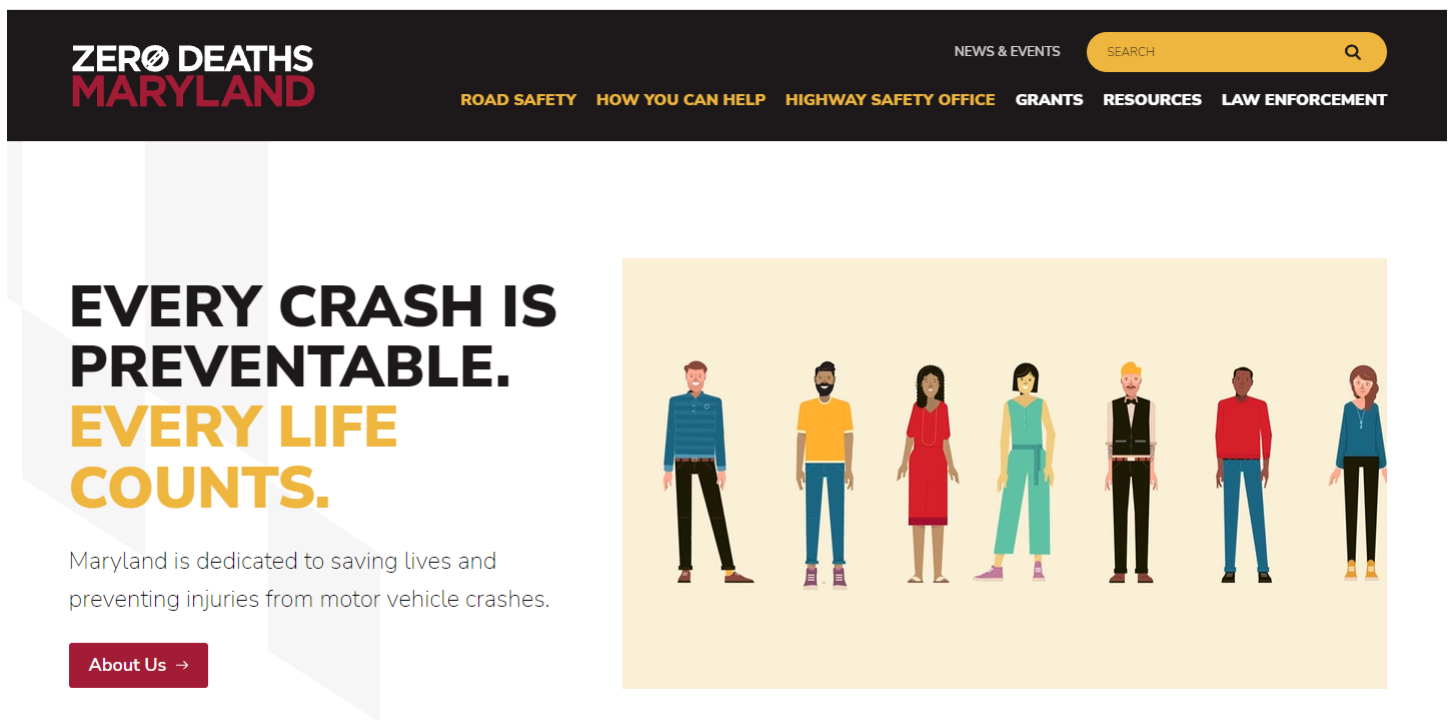 ZERO DEATHS
MARYLAND
NEWS & EVENTS
SEARCH
ROAD SAFETY HOW YOU CAN HELP HIGHWAY SAFETY OFFICE GRANTS RESOURCES LAW ENFORCEMENT
EVERY CRASH IS
PREVENTABLE.
EVERY LIFE
COUNTS.
Maryland is dedicated to saving lives and
preventing injuries from motor vehicle crashes.
About Us →